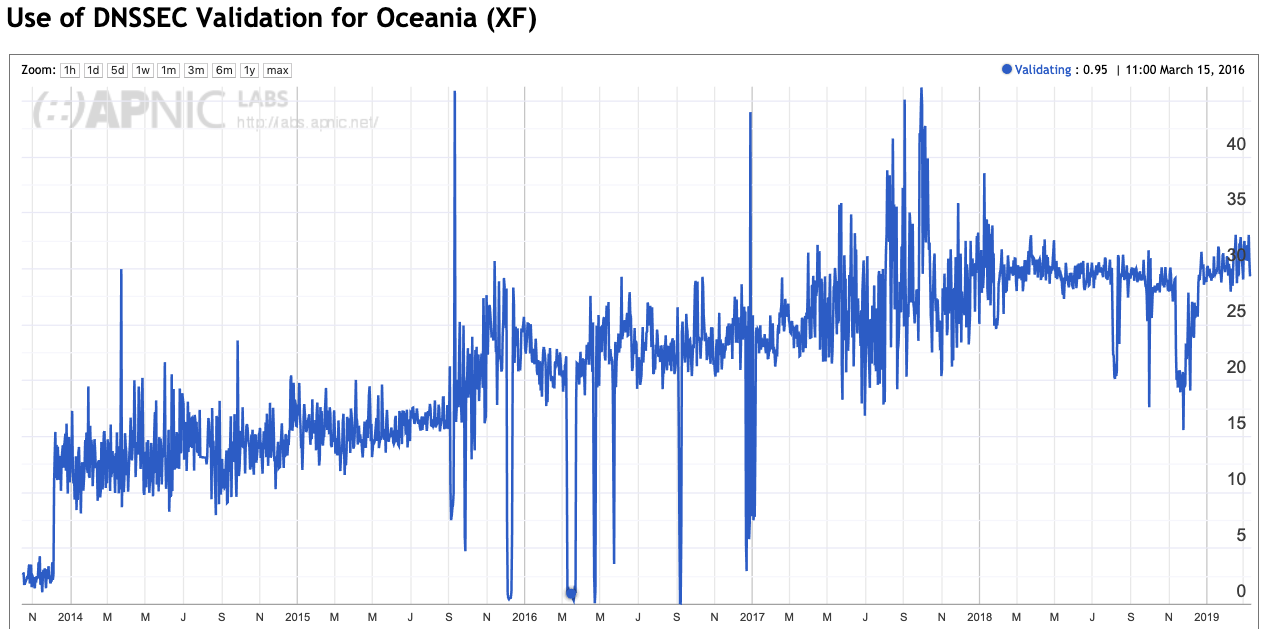 Use of DNSSEC Validation for Oceania (XF)
Zoom: 1h 1d 5d 1w 1m 3m 6m 1y max
Validating : 0.95 | 11:00 March 15, 2016
(::) APNIC LABS
http://labs.apnic.net/
40
35
30
25
20
15
10
5
0
N 2014 M M J S N 2015 M M J S N 2016 M M J S N 2017 M M J S N 2018 M M J S N 2019